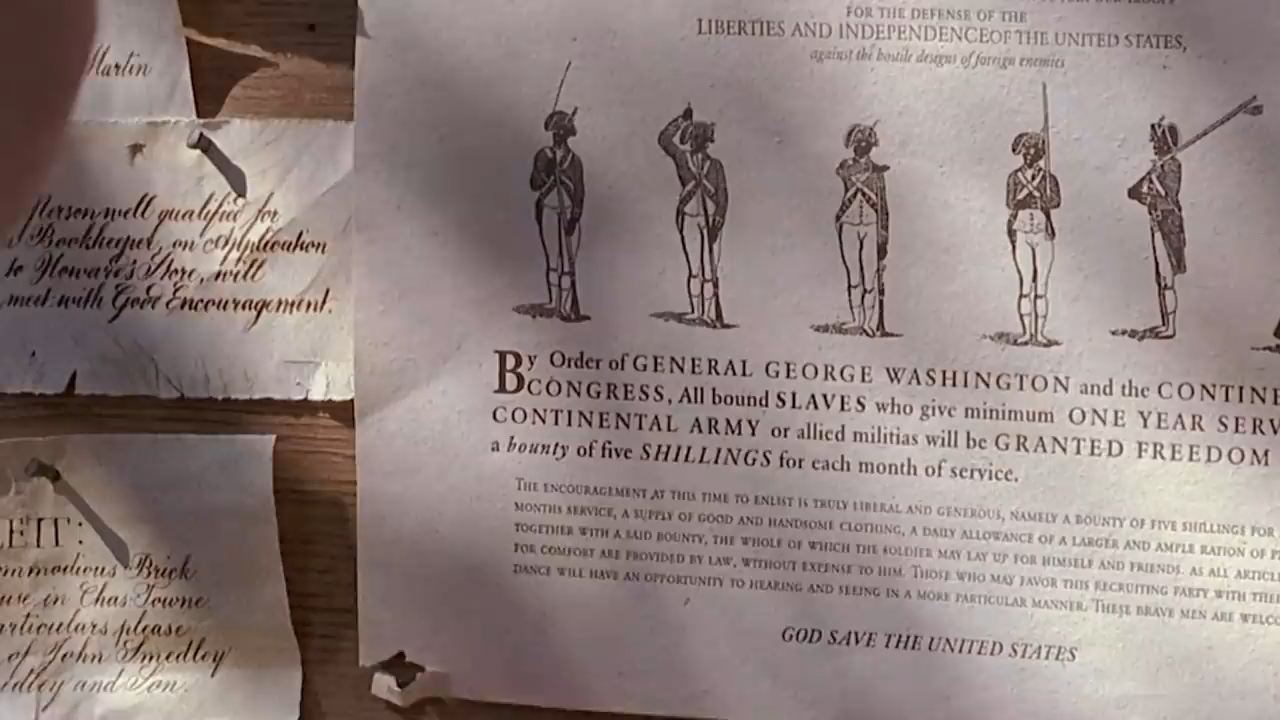 Martin
Person well qualified for
a Bookkeeper, on Application
to Howare's Store, will
meet with Good Encouragement.
LET:
mmodious Brick
use in Chas Towne
articulars please
of John Smedley
edley and Son.
FOR THE DEFENSE OF THE
LIBERTIES AND INDEPENDENCEOF THE UNITED STATES,
against the hostile designs of foreign enemies
By Order of GENERAL GEORGE WASHINGTON and the CONTINE
CONGRESS, All bound SLAVES who give minimum ONE YEAR SERV
CONTINENTAL ARMY or allied militias will be GRANTED FREEDOM
a bounty of five SHILLINGS for each month of service.
THE ENCOURAGEMENT AT THIS TIME TO ENLIST IS TRULY LIBERAL AND GENEROUS, NAMELY A BOUNTY OF FIVE SHILLINGS FOR
MONTHS SERVICE, A SUPPLY OF GOOD AND HANDSOME CLOTHING, A DAILY ALLOWANCE OF A LARGER AND AMPLE RATION OF P
TOGETHER WITH A SAID BOUNTY, THE WHOLE OF WHICH THE SOLDIER MAY LAY UP FOR HIMSELF AND FRIENDS. AS ALL ARTICL
FOR COMFORT ARE PROVIDED BY LAW, WITHOUT EXPENSE TO HIM. THOSE WHO MAY FAVOR THIS RECRUITING PARTY WITH THEI
DANCE WILL HAVE AN OPPORTUNITY TO HEARING AND SEEING IN A MORE PARTICULAR MANNER. THESE BRAVE MEN ARE WELCO
GOD SAVE THE UNITED STATES